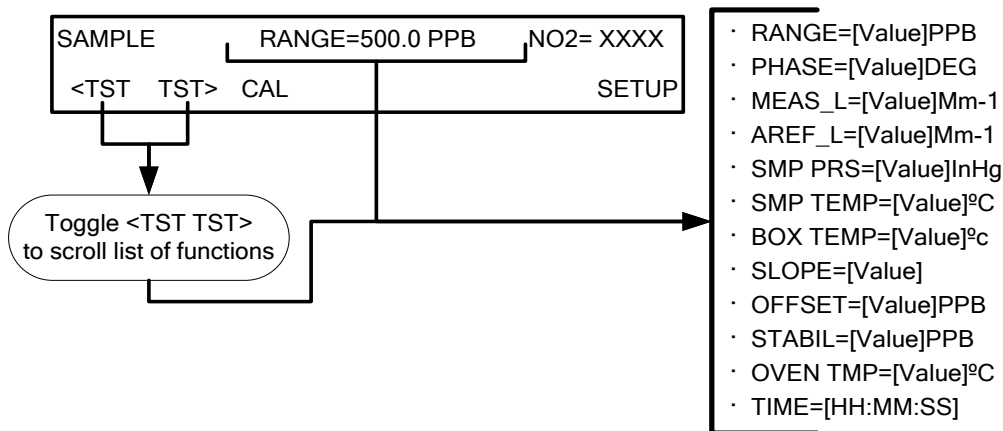 SAMPLE RANGE=500.0 PPB NO2= XXXX
<TST TST> CAL SETUP
Toggle <TST TST>
to scroll list of functions
· RANGE=[Value]PPB
· PHASE=[Value]DEG
· MEAS_L=[Value]Mm-1
· AREF_L=[Value]Mm-1
· SMP PRS=[Value]InHg
· SMP TEMP=[Value]ºC
· BOX TEMP=[Value]ºc
· SLOPE=[Value]
· OFFSET=[Value]PPB
· STABIL=[Value]PPB
· OVEN TMP=[Value]ºC
· TIME=[HH:MM:SS]